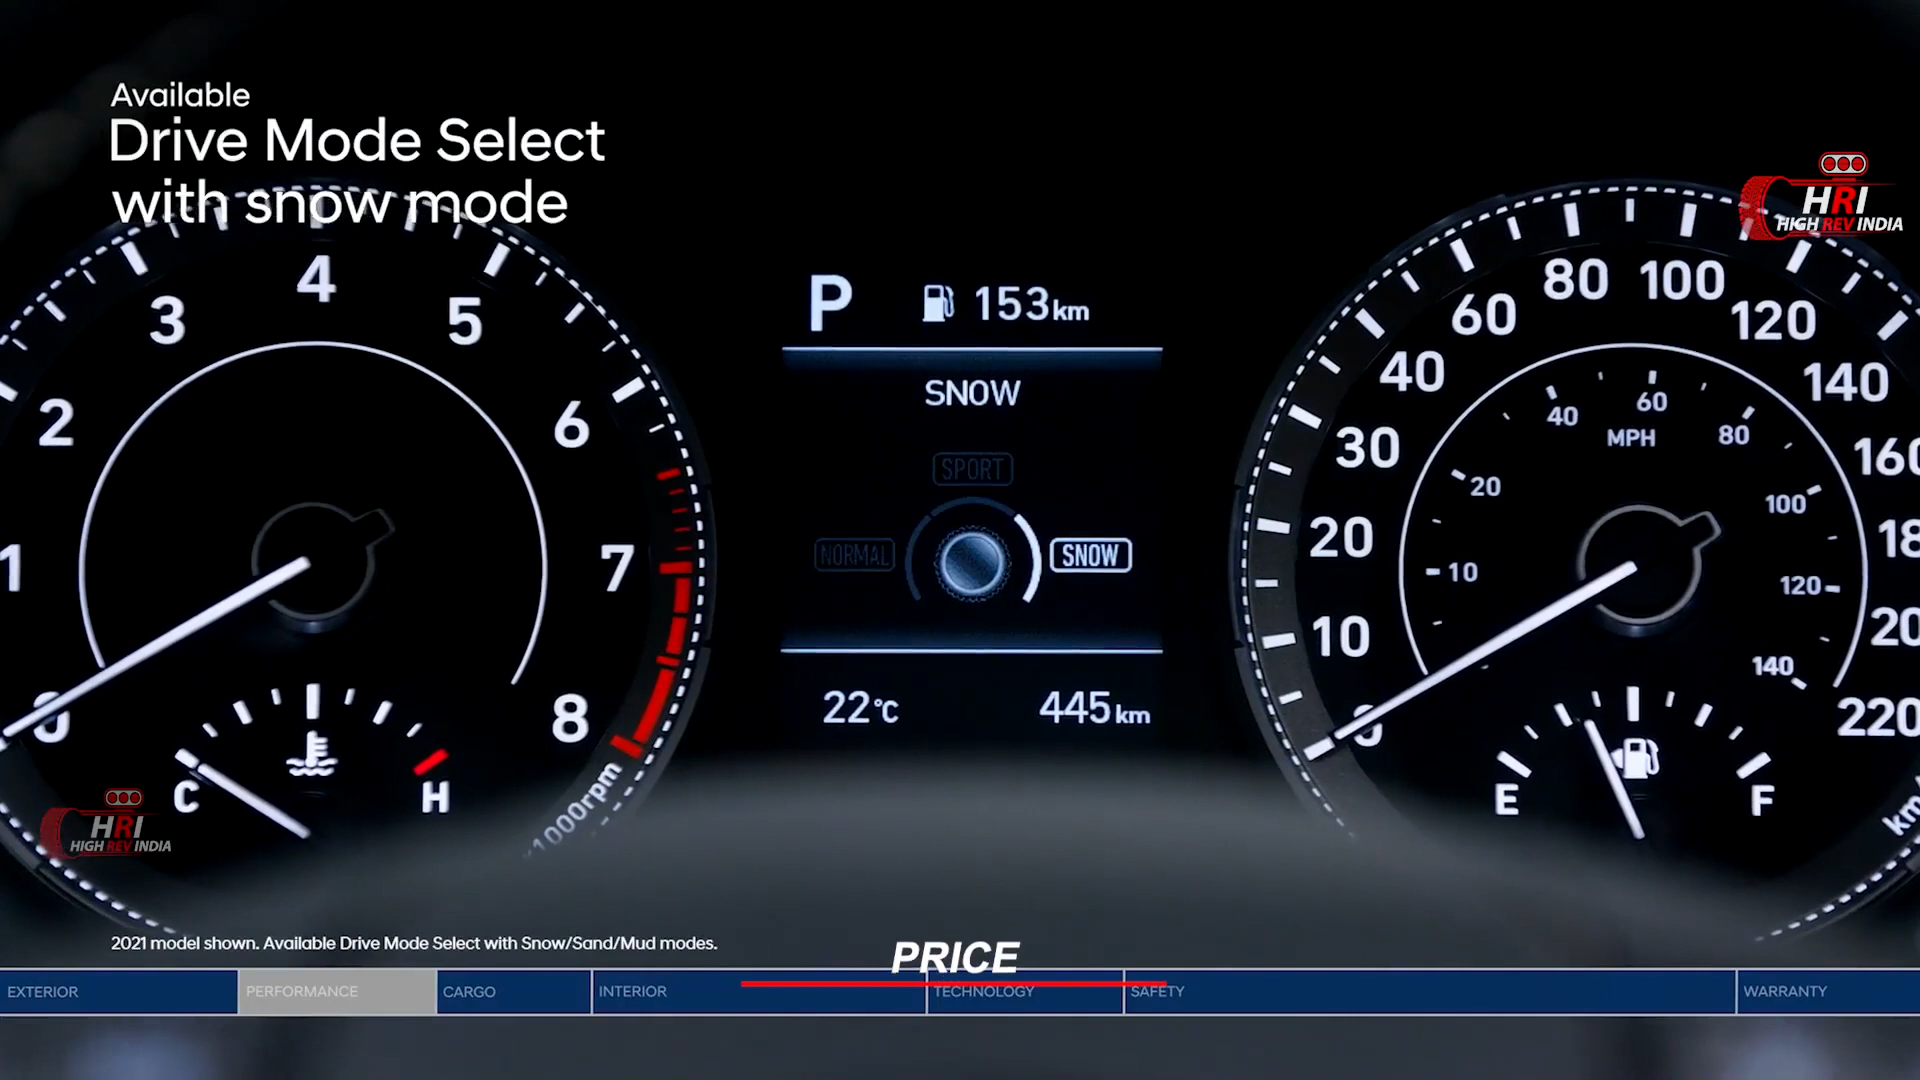 Available
Drive Mode Select
with snow mode
HRI
HIGH REV INDIA
P 153km
SNOW
SPORT
NORMAL
SNOW
22°C 445km
0
1
2
3
4
5
6
7
8
1000rpm
C H
0
10
20
30
40
60
80
100
120
140
220
km
10
20
40
60
80
100
120
140
MPH
E F
HRI
HIGH REV INDIA
2021 model shown. Available Drive Mode Select with Snow/Sand/Mud modes.
PRICE
EXTERIOR PERFORMANCE CARGO INTERIOR TECHNOLOGY SAFETY WARRANTY